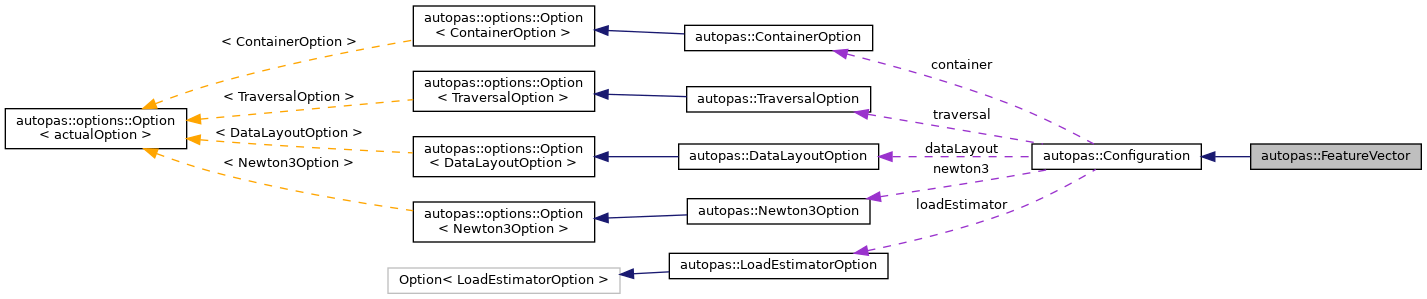 autopas::options::Option
< ContainerOption >
autopas::ContainerOption
< ContainerOption >
container
autopas::options::Option
< TraversalOption >
autopas::TraversalOption
< TraversalOption >
traversal
autopas::options::Option
< actualOption >
< DataLayoutOption >
autopas::options::Option
< DataLayoutOption >
autopas::DataLayoutOption
dataLayout
autopas::Configuration
autopas::FeatureVector
< Newton3Option >
newton3
autopas::options::Option
< Newton3Option >
autopas::Newton3Option
loadEstimator
autopas::LoadEstimatorOption
Option< LoadEstimatorOption >